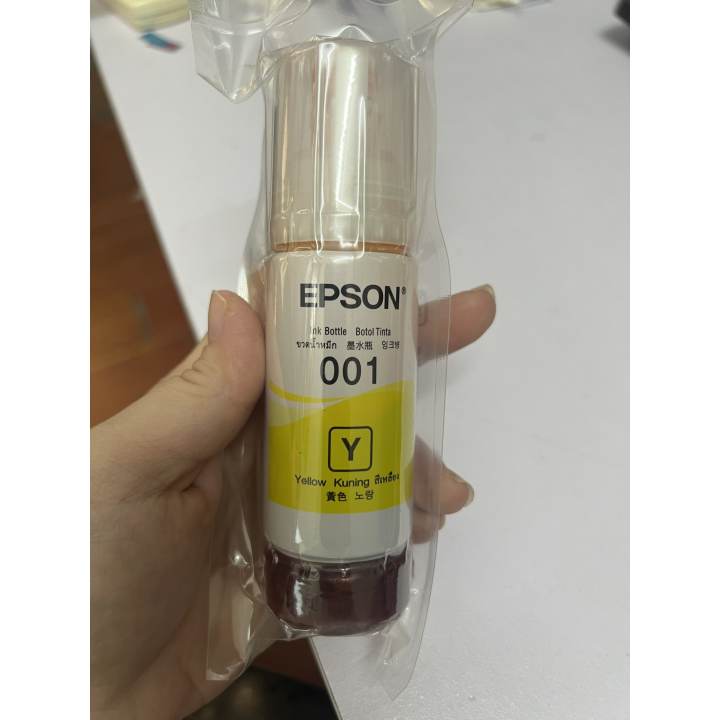 EPSON®
Ink Bottle Botol Tinta
ขวดน้ำหมึก 墨水瓶 잉크병
001
Y
Yellow Kuning สีเหลือง
黃色 노랑